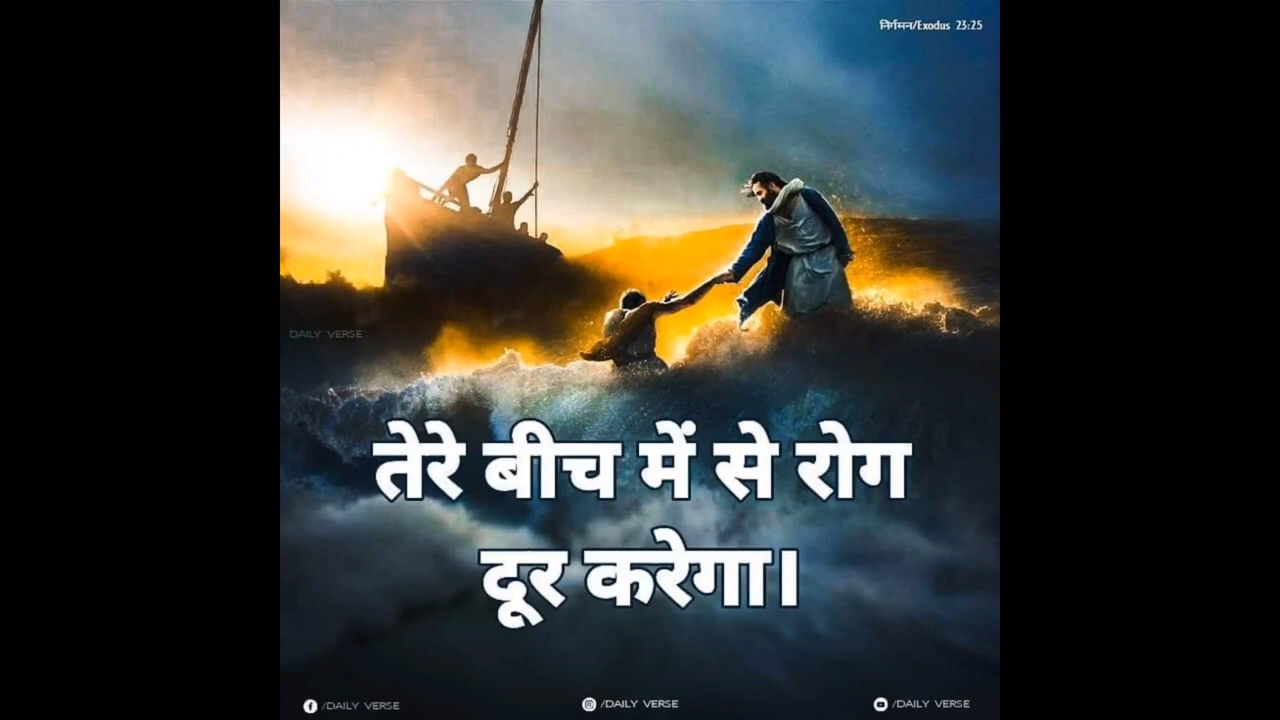 निर्गमन/Exodus 23:25
DAILY VERSE
तेरे बीच में से रोग
दूर करेगा।
/DAILY VERSE
/DAILY VERSE
/DAILY VERSE